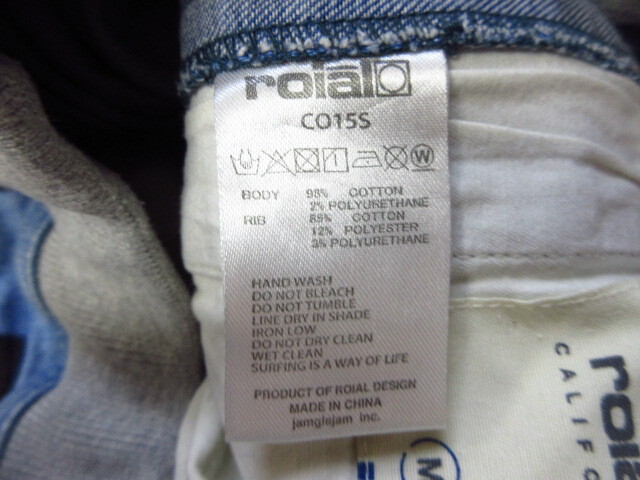 roial
CO15S
W
BODY 98% COTTON
2% POLYURETHANE
RIB 85% COTTON
12% POLYESTER
3% POLYURETHANE
HAND WASH
DO NOT BLEACH
DO NOT TUMBLE
LINE DRY IN SHADE
IRON LOW
DO NOT DRY CLEAN
WET CLEAN
SURFING IS A WAY OF LIFE
PRODUCT OF ROIAL DESIGN
MADE IN CHINA
jamglejam inc.
M